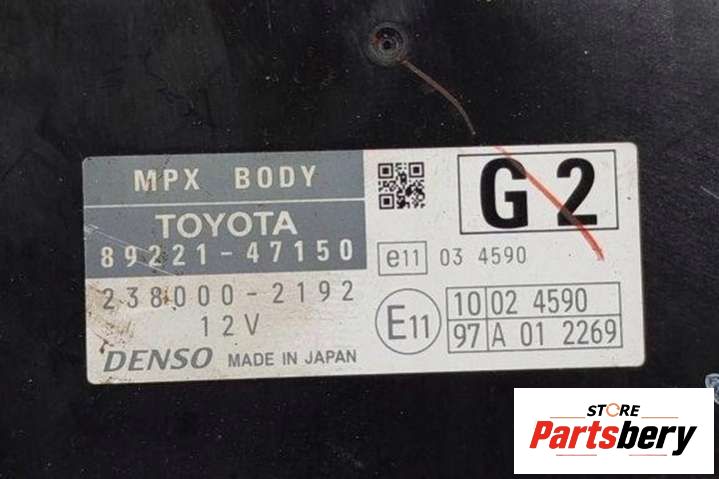 MPX BODY
G2
TOYOTA
89221-47150
e11 03 4590
238000-2192
12V
E11
10 02 4590
97 A 01 2269
DENSO MADE IN JAPAN
STORE
Partsbery